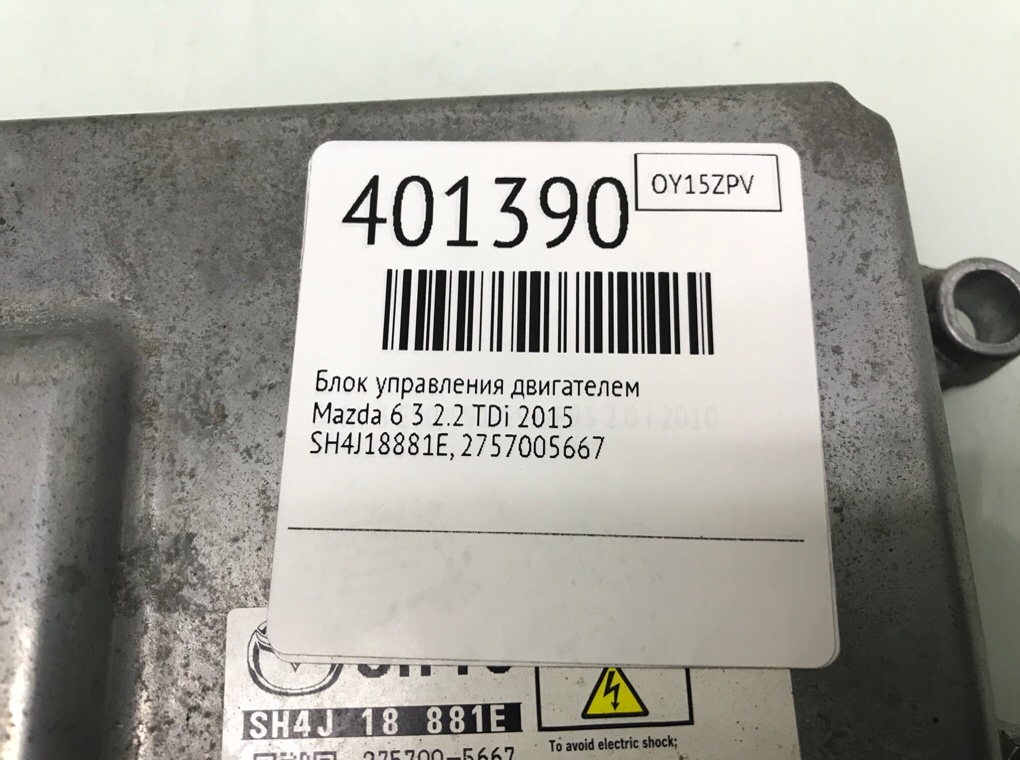 401390
OY15ZPV
Блок управления двигателем
Mazda 6 3 2.2 TDi 2015
SH4J18881E, 2757005667
SH4J 18 881E
275700-5667
To avoid electric shock;